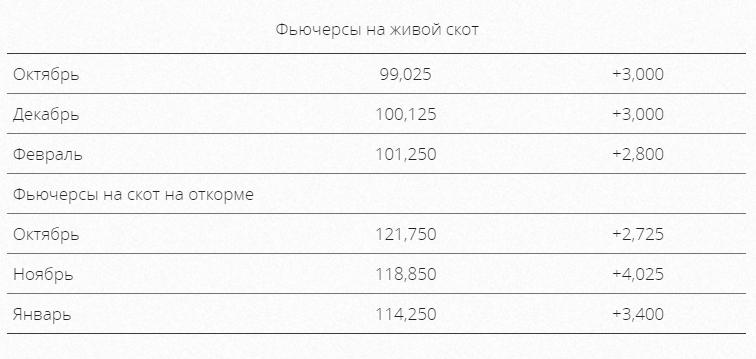 Фьючерсы на живой скот
Октябрь 99,025 +3,000
Декабрь 100,125 +3,000
Февраль 101,250 +2,800
Фьючерсы на скот на откорме
Октябрь 121,750 +2,725
Ноябрь 118,850 +4,025
Январь 114,250 +3,400